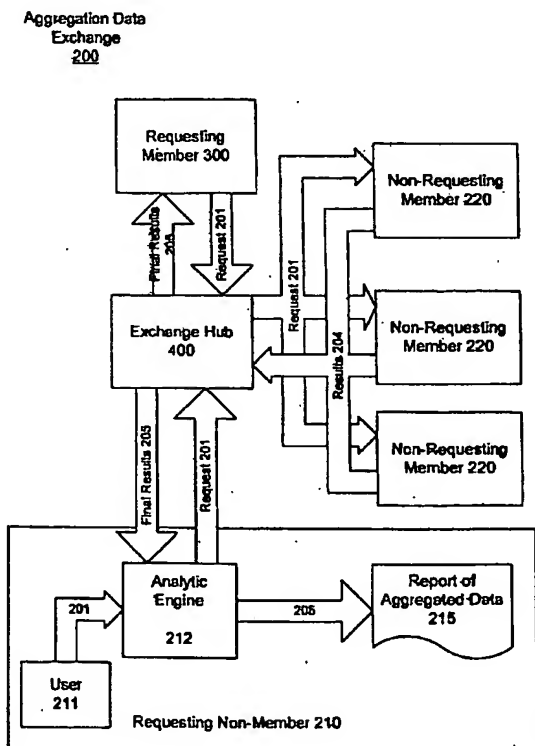 Aggregation Data
Exchange
200
Requesting
Member 300
Non-Requesting
Member 220
Final Results
205
Request 201
Request 201
Exchange Hub
400
Non-Requesting
Member 220
Results 204
Non-Requesting
Member 220
Final Results 205
Request 201
Analytic
Engine
212
201
205
Report of
Aggregated Data
215
User
211
Requesting Non-Member 210